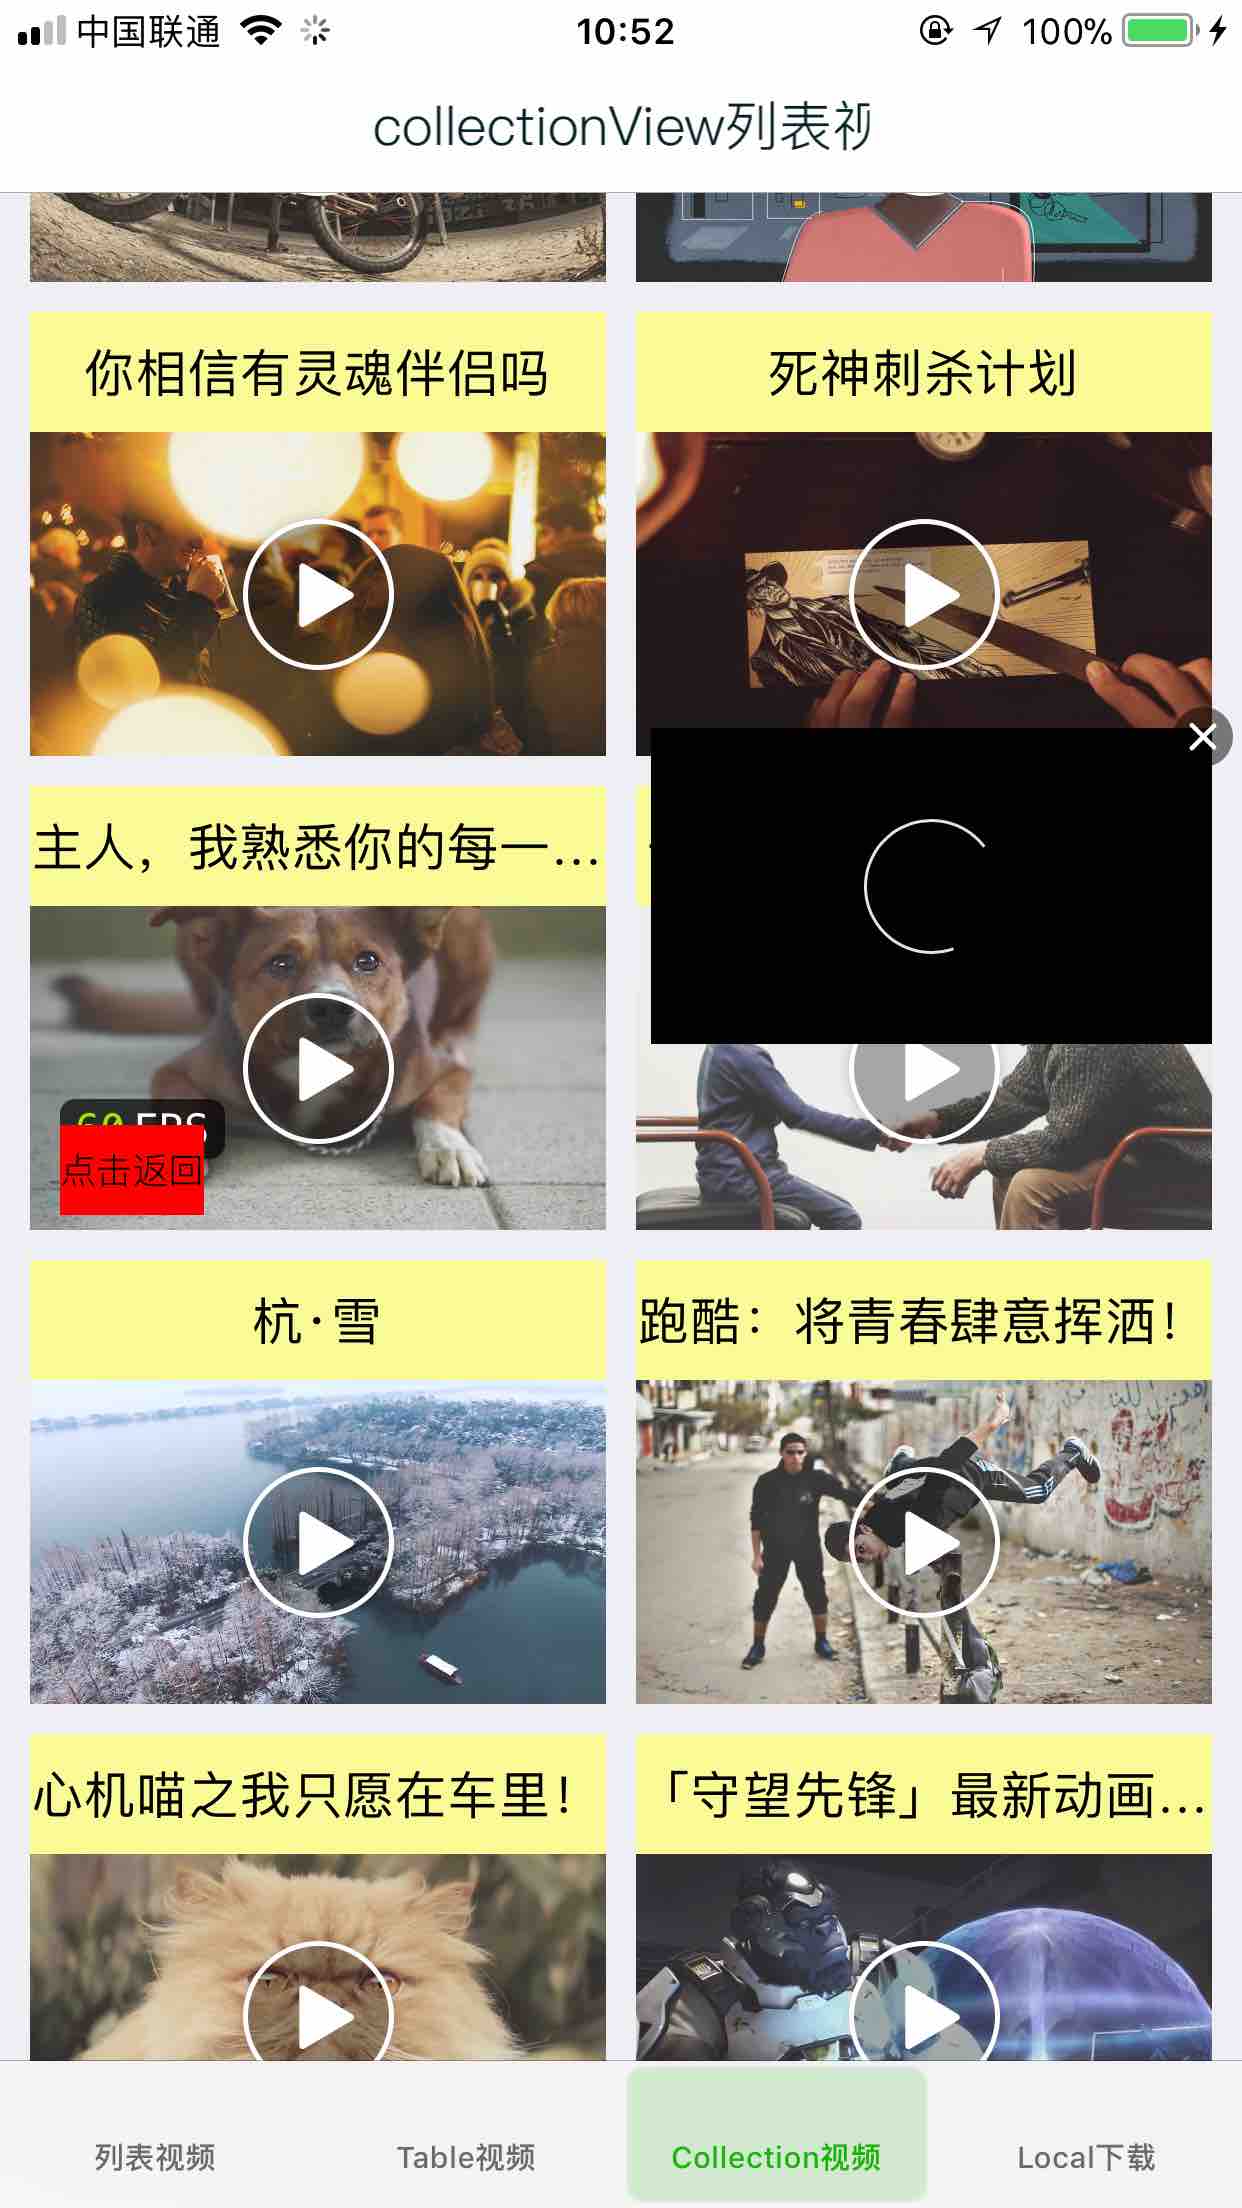 中国联通
10:52
100%
collectionView列表视
你相信有灵魂伴侣吗
死神刺杀计划
主人，我熟悉你的每一...
60 FPS
点击返回
杭·雪
跑酷：将青春肆意挥洒！
心机喵之我只愿在车里！
「守望先锋」最新动画...
列表视频
Table视频
Collection视频
Local下载